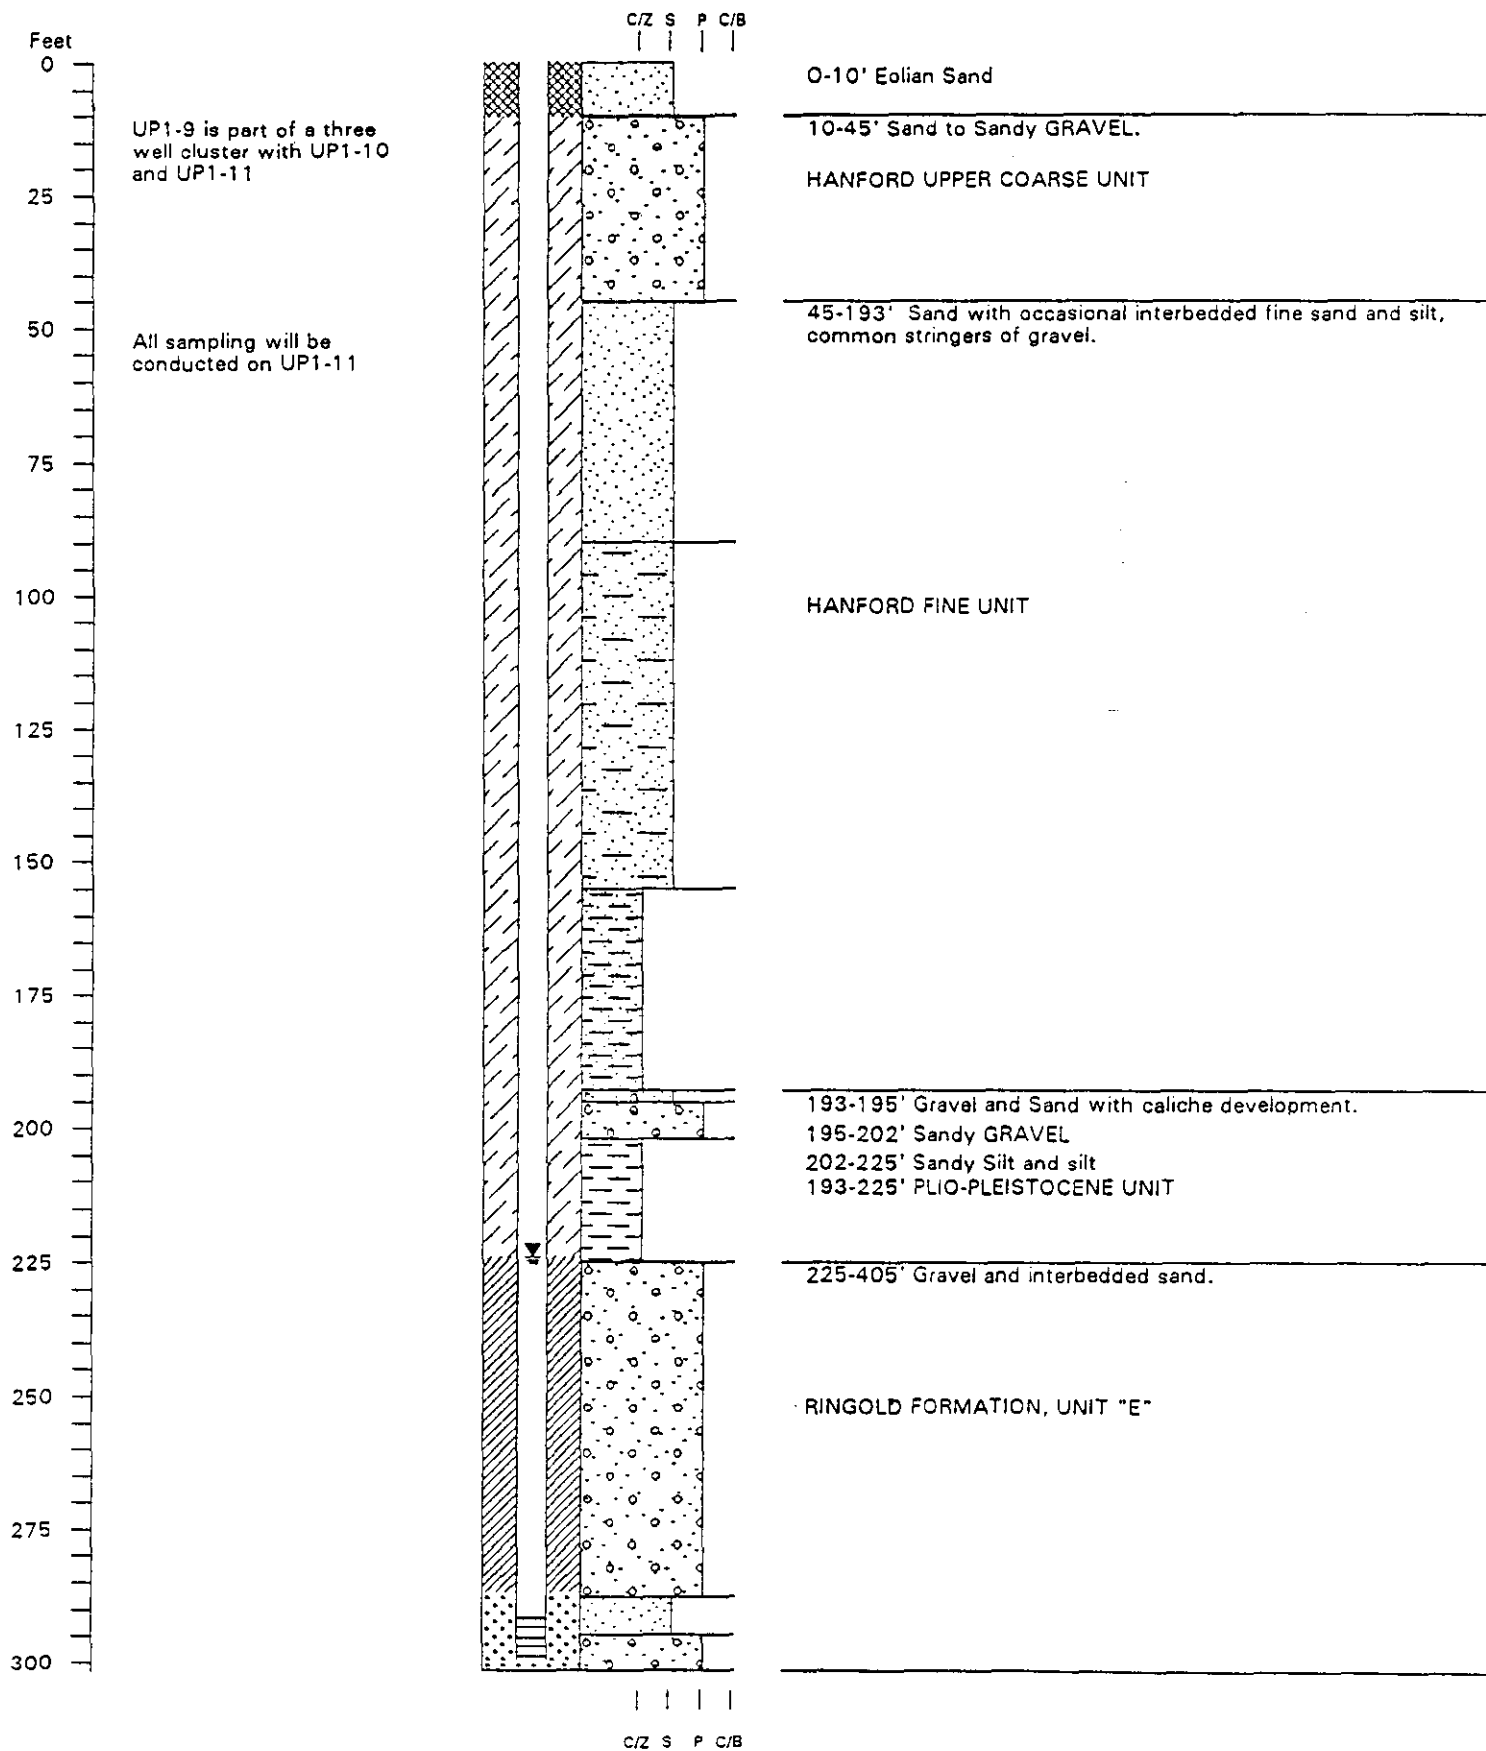 C/Z S P C/B
Feet
0
0-10' Eolian Sand
UP1-9 is part of a three
well cluster with UP1-10
and UP1-11
10-45' Sand to Sandy GRAVEL.
HANFORD UPPER COARSE UNIT
25
45-193' Sand with occasional interbedded fine sand and silt,
common stringers of gravel.
50
All sampling will be
conducted on UP1-11
75
100
HANFORD FINE UNIT
125
150
175
193-195' Gravel and Sand with caliche development.
200
195-202' Sandy GRAVEL
202-225' Sandy Silt and silt
193-225' PLIO-PLEISTOCENE UNIT
225
225-405' Gravel and interbedded sand.
250
RINGOLD FORMATION, UNIT "E"
275
300
C/Z S P C/B